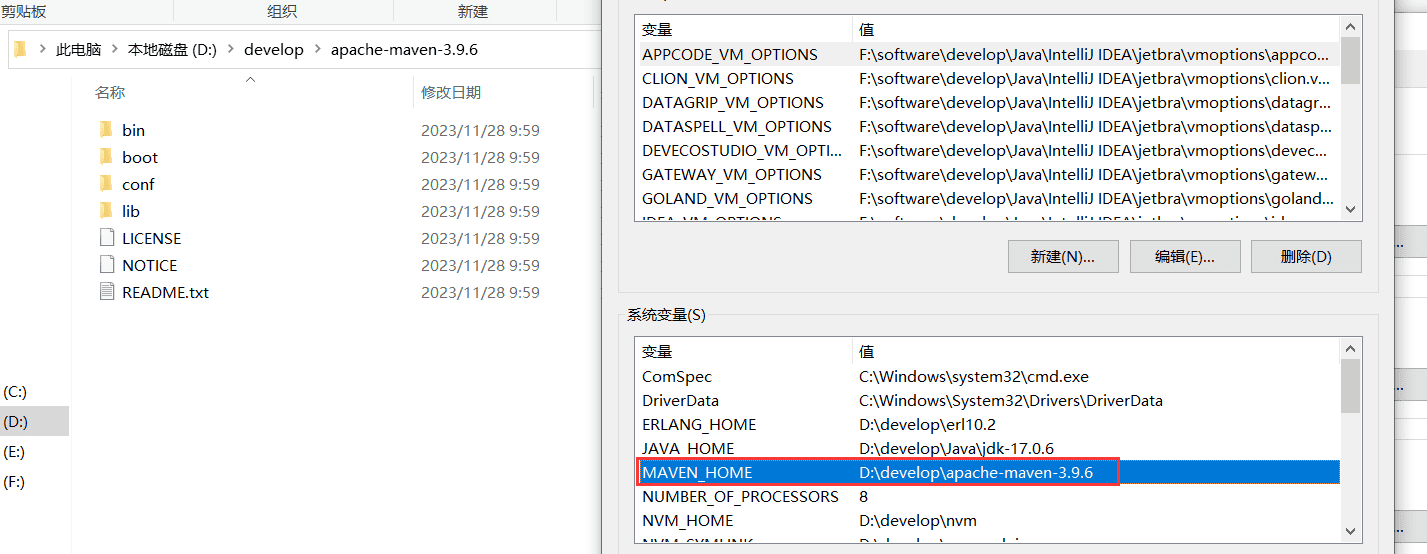 剪贴板
组织
新建
此电脑 > 本地磁盘 (D:) > develop > apache-maven-3.9.6
名称 修改日期
bin 2023/11/28 9:59
boot 2023/11/28 9:59
conf 2023/11/28 9:59
lib 2023/11/28 9:59
LICENSE 2023/11/28 9:59
NOTICE 2023/11/28 9:59
README.txt 2023/11/28 9:59
(C:)
(D:)
(E:)
(F:)
变量 值
APPCODE_VM_OPTIONS F:\software\develop\Java\IntelliJ IDEA\jetbra\vmoptions\appco...
CLION_VM_OPTIONS F:\software\develop\Java\IntelliJ IDEA\jetbra\vmoptions\clion.v...
DATAGRIP_VM_OPTIONS F:\software\develop\Java\IntelliJ IDEA\jetbra\vmoptions\datagr...
DATASPELL_VM_OPTIONS F:\software\develop\Java\IntelliJ IDEA\jetbra\vmoptions\datasp...
DEVECOSTUDIO_VM_OPTI... F:\software\develop\Java\IntelliJ IDEA\jetbra\vmoptions\devec...
GATEWAY_VM_OPTIONS F:\software\develop\Java\IntelliJ IDEA\jetbra\vmoptions\gatew...
GOLAND_VM_OPTIONS F:\software\develop\Java\IntelliJ IDEA\jetbra\vmoptions\goland...
新建(N)... 编辑(E)... 删除(D)
系统变量(S)
变量 值
ComSpec C:\Windows\system32\cmd.exe
DriverData C:\Windows\System32\Drivers\DriverData
ERLANG_HOME D:\develop\erl10.2
JAVA_HOME D:\develop\Java\jdk-17.0.6
MAVEN_HOME D:\develop\apache-maven-3.9.6
NUMBER_OF_PROCESSORS 8
NVM_HOME D:\develop\nvm